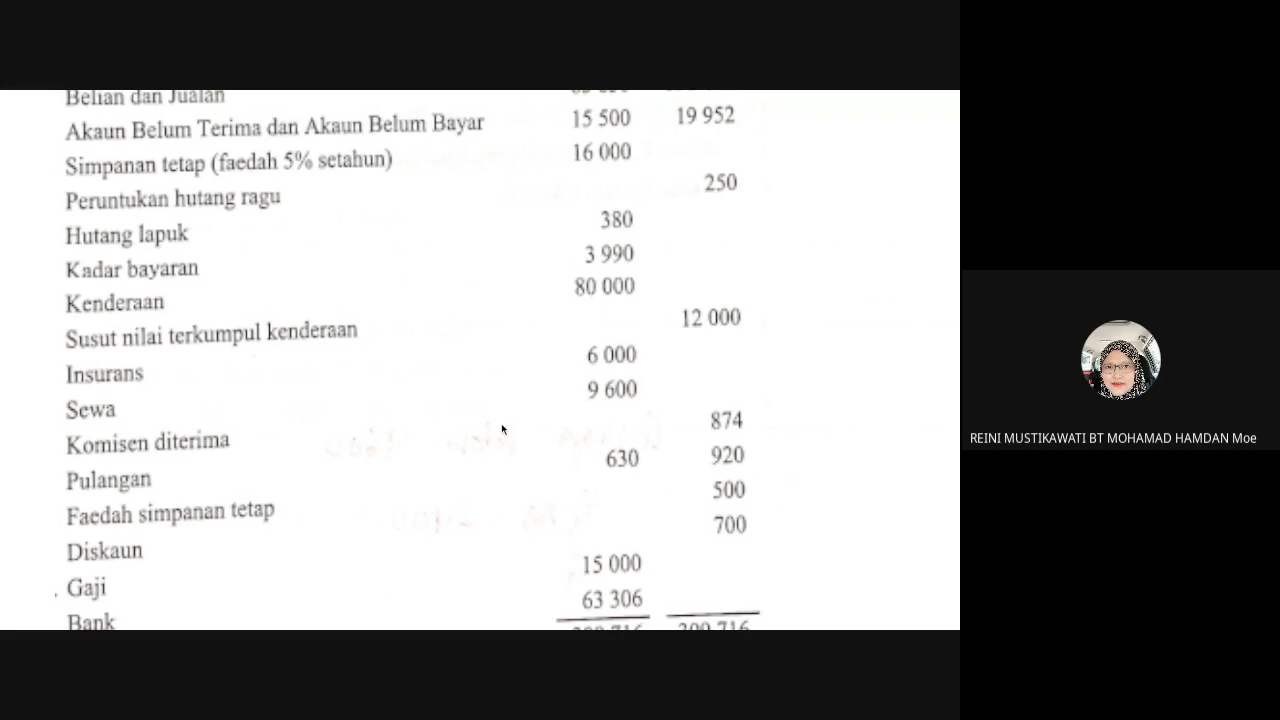 Belian dan Jualan
Akaun Belum Terima dan Akaun Belum Bayar 15 500 19 952
Simpanan tetap (faedah 5% setahun) 16 000
Peruntukan hutang ragu 250
Hutang lapuk 380
Kadar bayaran 3 990
Kenderaan 80 000
Susut nilai terkumpul kenderaan 12 000
Insurans 6 000
Sewa 9 600
Komisen diterima 874
Pulangan 630 920
Faedah simpanan tetap 500
Diskaun 700
Gaji 15 000
Bank 63 306
REINI MUSTIKAWATI BT MOHAMAD HAMDAN Moe